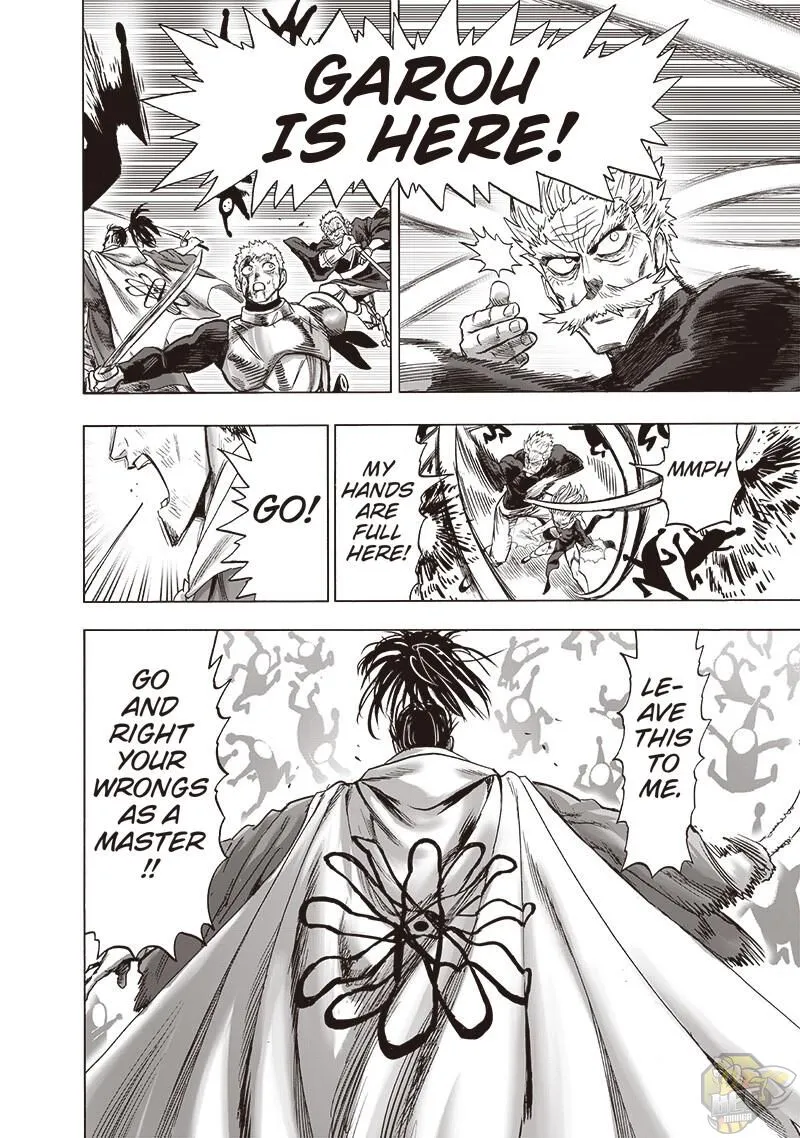 GAROU
IS HERE!
MMPH
MY
HANDS
ARE
FULL
HERE!
GO!
LE-
AVE
THIS
TO
ME.
GO
AND
RIGHT
YOUR
WRONGS
AS A
MASTER
!!
MANGA